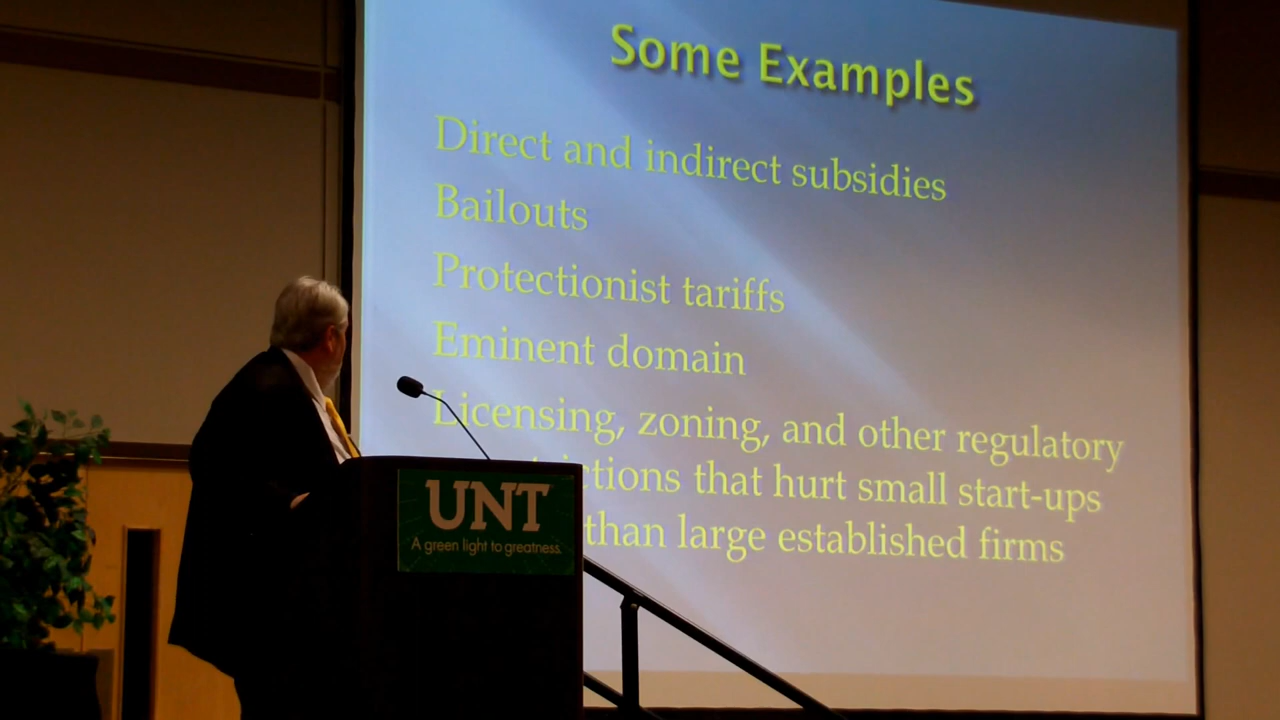 Some Examples
Direct and indirect subsidies
Bailouts
Protectionist tariffs
Eminent domain
Licensing, zoning, and other regulatory
that hurt small start-ups
than large established firms
UNT
A green light to greatness.